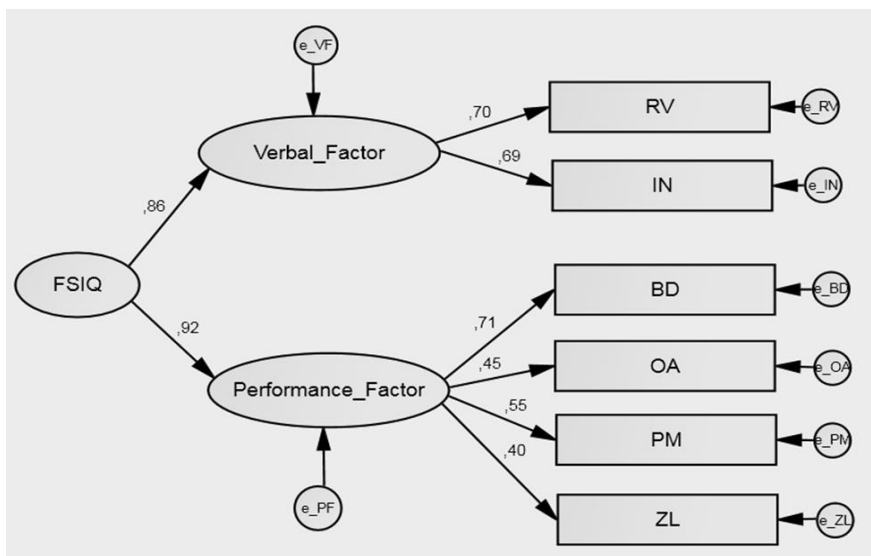 e_VF
,70
RV
e_RV
Verbal_Factor
,69
IN
e_IN
,86
FSIQ
,92
BD
e_BD
,71
,45
OA
e_OA
Performance_Factor
,55
PM
e_PM
,40
e_PF
ZL
e_ZL